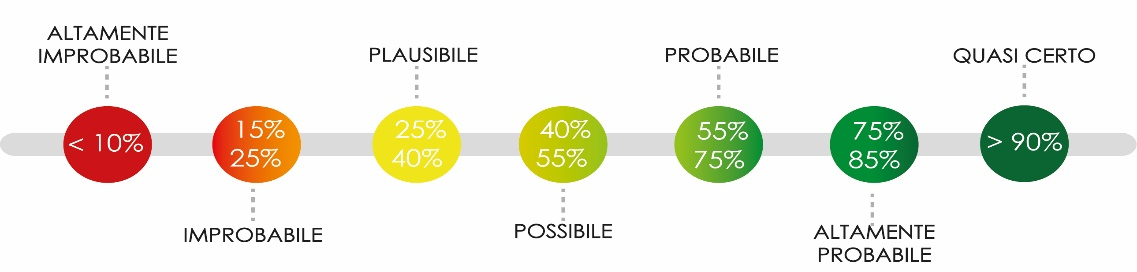 ALTAMENTE
IMPROBABILE
< 10%
15%
25%
IMPROBABILE
PLAUSIBILE
25%
40%
40%
55%
POSSIBILE
PROBABILE
55%
75%
75%
85%
ALTAMENTE
PROBABILE
QUASI CERTO
> 90%